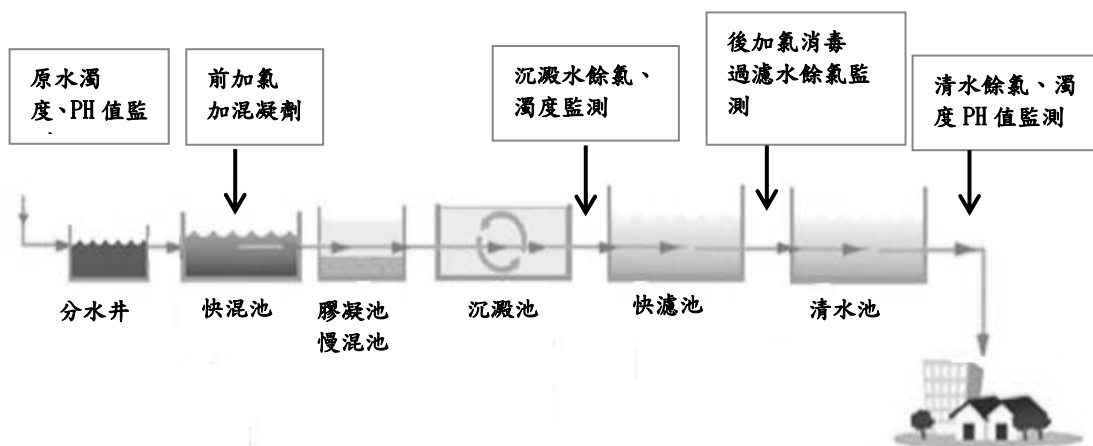 原水濁
度、PH 值監
前加氯
加混凝劑
沉澱水餘氯、
濁度監測
後加氯消毒
過濾水餘氯監
測
清水餘氯、濁
度 PH 值監測
分水井
快混池
膠凝池
慢混池
沉澱池
快濾池
清水池